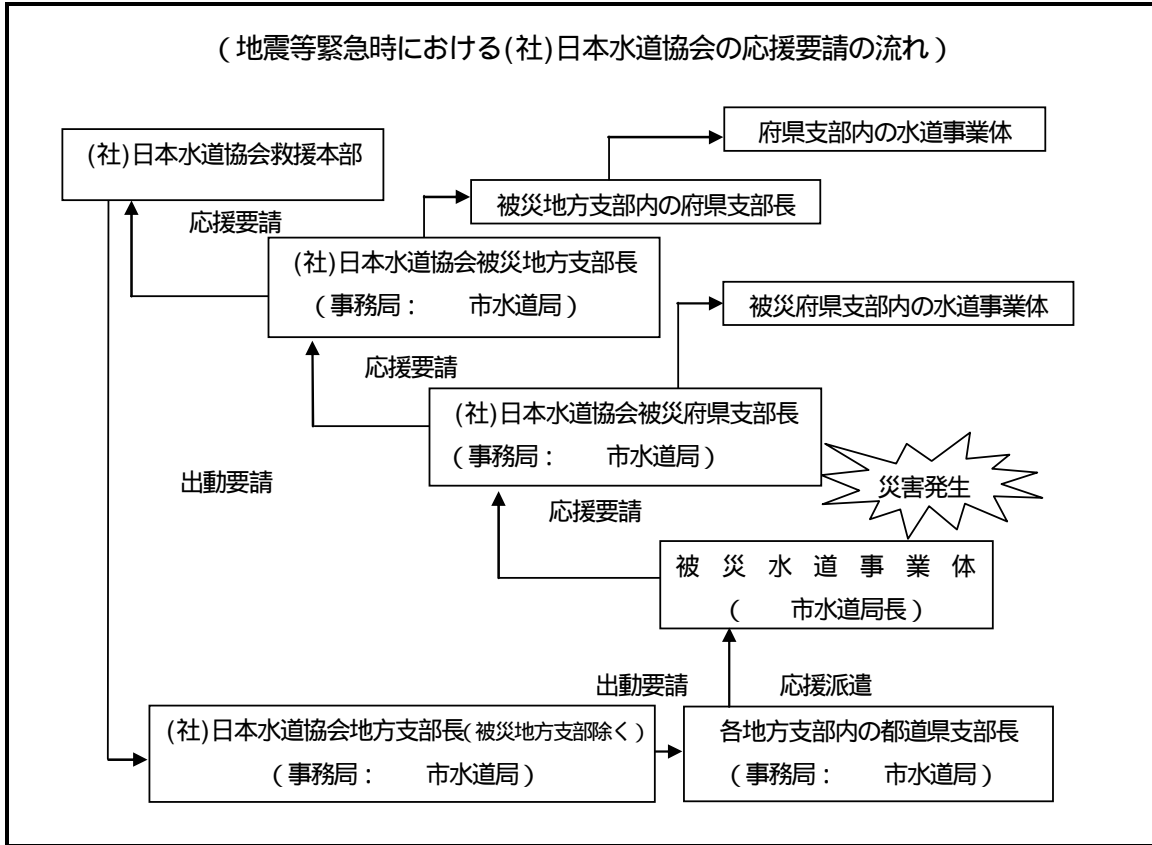 (地震等緊急時における(社)日本水道協会の応援要請の流れ)
府県支部内の水道事業体
(社)日本水道協会救援本部
被災地方支部内の府県支部長
応援要請
(社)日本水道協会被災地方支部長
(事務局: 市水道局)
被災府県支部内の水道事業体
応援要請
(社)日本水道協会被災府県支部長
(事務局: 市水道局)
出動要請
災害発生
応援要請
被 災 水 道 事 業 体
( 市水道局長)
出動要請
応援派遣
(社)日本水道協会地方支部長(被災地方支部除く)
(事務局: 市水道局)
各地方支部内の都道県支部長
(事務局: 市水道局)